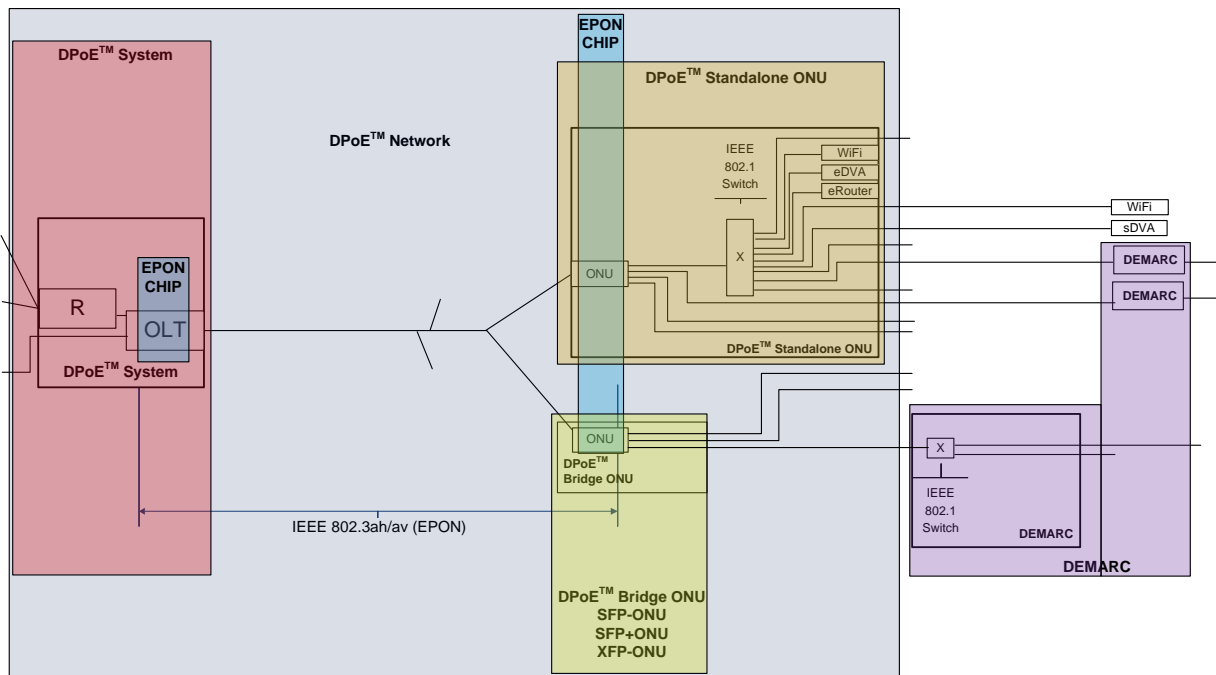 EPON
CHIP
DPoE™ System
DPoE™ Standalone ONU
DPoE™ Network
IEEE
802.1
Switch
WiFi
eDVA
eRouter
WiFi
sDVA
X
DEMARC
EPON
CHIP
ONU
DEMARC
R
OLT
DPoE™ Standalone ONU
DPoE™ System
ONU
X
DPoE™
Bridge ONU
IEEE
802.1
Switch
IEEE 802.3ah/av (EPON)
DEMARC
DEMARC
DPoE™ Bridge ONU
SFP-ONU
SFP+ONU
XFP-ONU